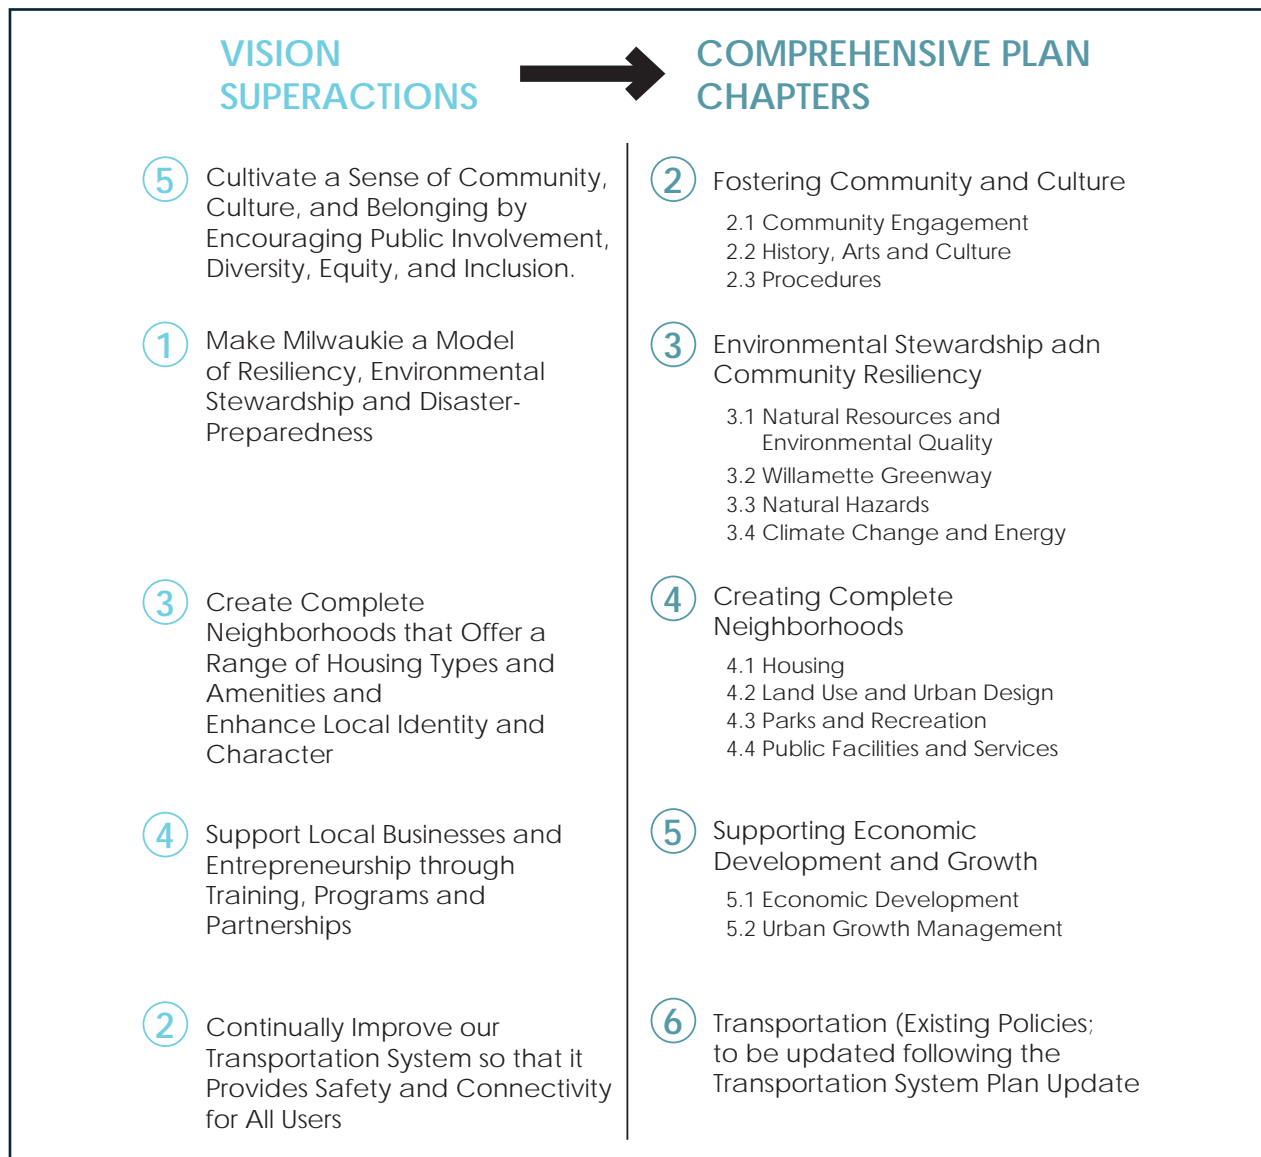 VISION
SUPERACTIONS
COMPREHENSIVE PLAN
CHAPTERS
5
Cultivate a Sense of Community,
Culture, and Belonging by
Encouraging Public Involvement,
Diversity, Equity, and Inclusion.
2
Fostering Community and Culture
2.1 Community Engagement
2.2 History, Arts and Culture
2.3 Procedures
1
Make Milwaukie a Model
of Resiliency, Environmental
Stewardship and Disaster-
Preparedness
3
Environmental Stewardship adn
Community Resiliency
3.1 Natural Resources and
Environmental Quality
3.2 Willamette Greenway
3.3 Natural Hazards
3.4 Climate Change and Energy
3
Create Complete
Neighborhoods that Offer a
Range of Housing Types and
Amenities and
Enhance Local Identity and
Character
4
Creating Complete
Neighborhoods
4.1 Housing
4.2 Land Use and Urban Design
4.3 Parks and Recreation
4.4 Public Facilities and Services
4
Support Local Businesses and
Entrepreneurship through
Training, Programs and
Partnerships
5
Supporting Economic
Development and Growth
5.1 Economic Development
5.2 Urban Growth Management
2
Continually Improve our
Transportation System so that it
Provides Safety and Connectivity
for All Users
6
Transportation (Existing Policies;
to be updated following the
Transportation System Plan Update